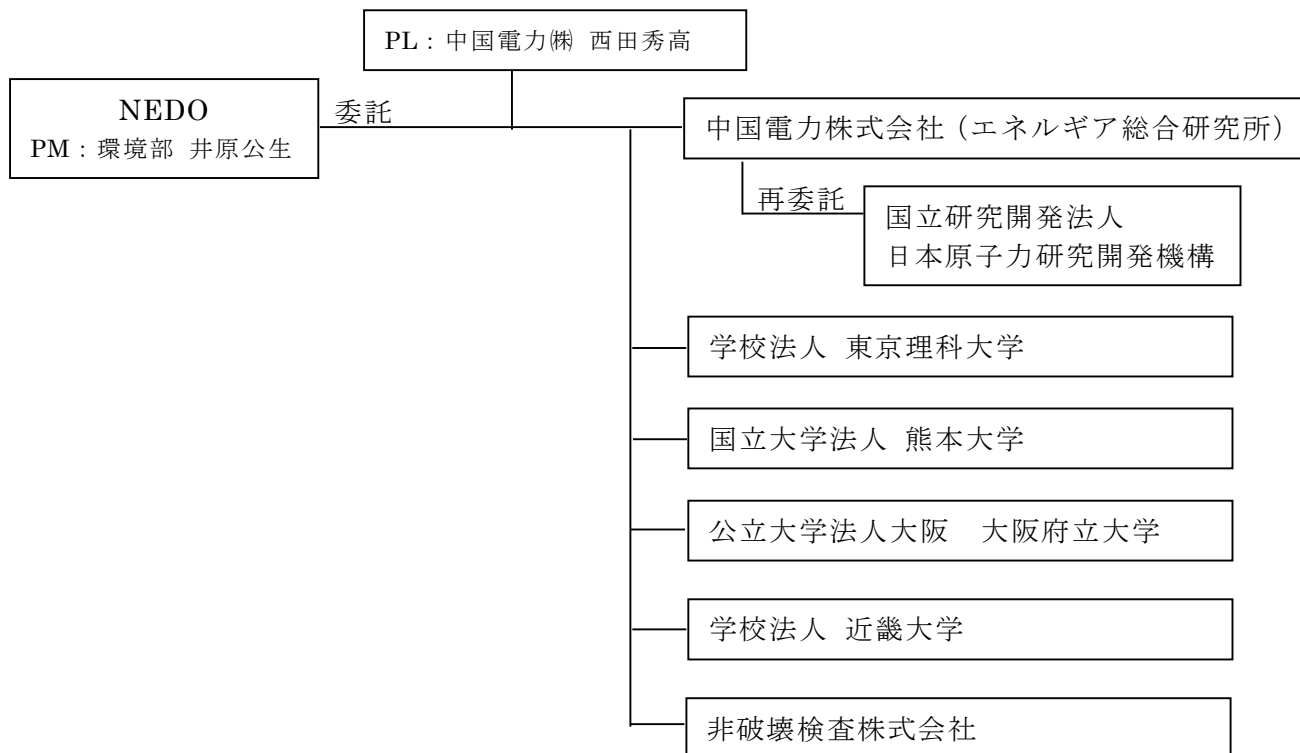 PL：中国電力㈱ 西田秀高
NEDO
PM：環境部 井原公生
委託
中国電力株式会社（エネルギア総合研究所）
再委託
国立研究開発法人
日本原子力研究開発機構
学校法人 東京理科大学
国立大学法人 熊本大学
公立大学法人大阪　大阪府立大学
学校法人 近畿大学
非破壊検査株式会社